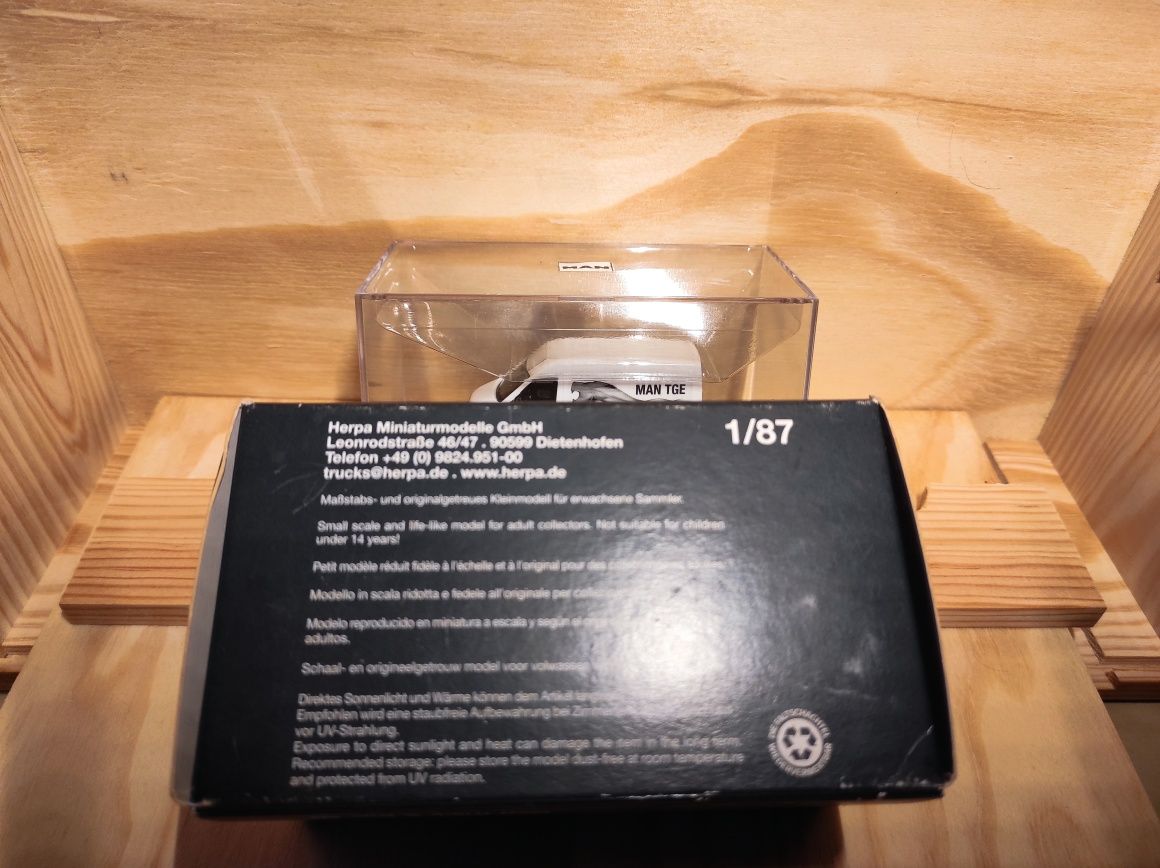 MAN
MAN TGE
Herpa Miniaturmodelle GmbH
Leonrodstraße 46/47 . 90599 Dietenhofen
Telefon +49 (0) 9824.951-00
trucks@herpa.de . www.herpa.de
1/87
Maßstabs- und originalgetreues Kleinmodell für erwachsene Sammler.
Small scale and life-like model for adult collectors. Not suitable for children
under 14 years!
Petit modèle réduit fidèle à l'échelle et à l'original pour des
Modello in scala ridotta e fedele all'originale per
Modelo reproducido en miniatura a escala y según el
adultos.
Schaal- en origineelgetrouw model voor
Direktes Sonnenlicht und Wärme können dem Artikel
Empfohlen wird eine staubfreie Aufbewahrung bei
vor UV-Strahlung.
Exposure to direct sunlight and heat can damage the item in the long term.
Recommended storage: please store the model dust-free at room temperature
and protected from UV radiation.